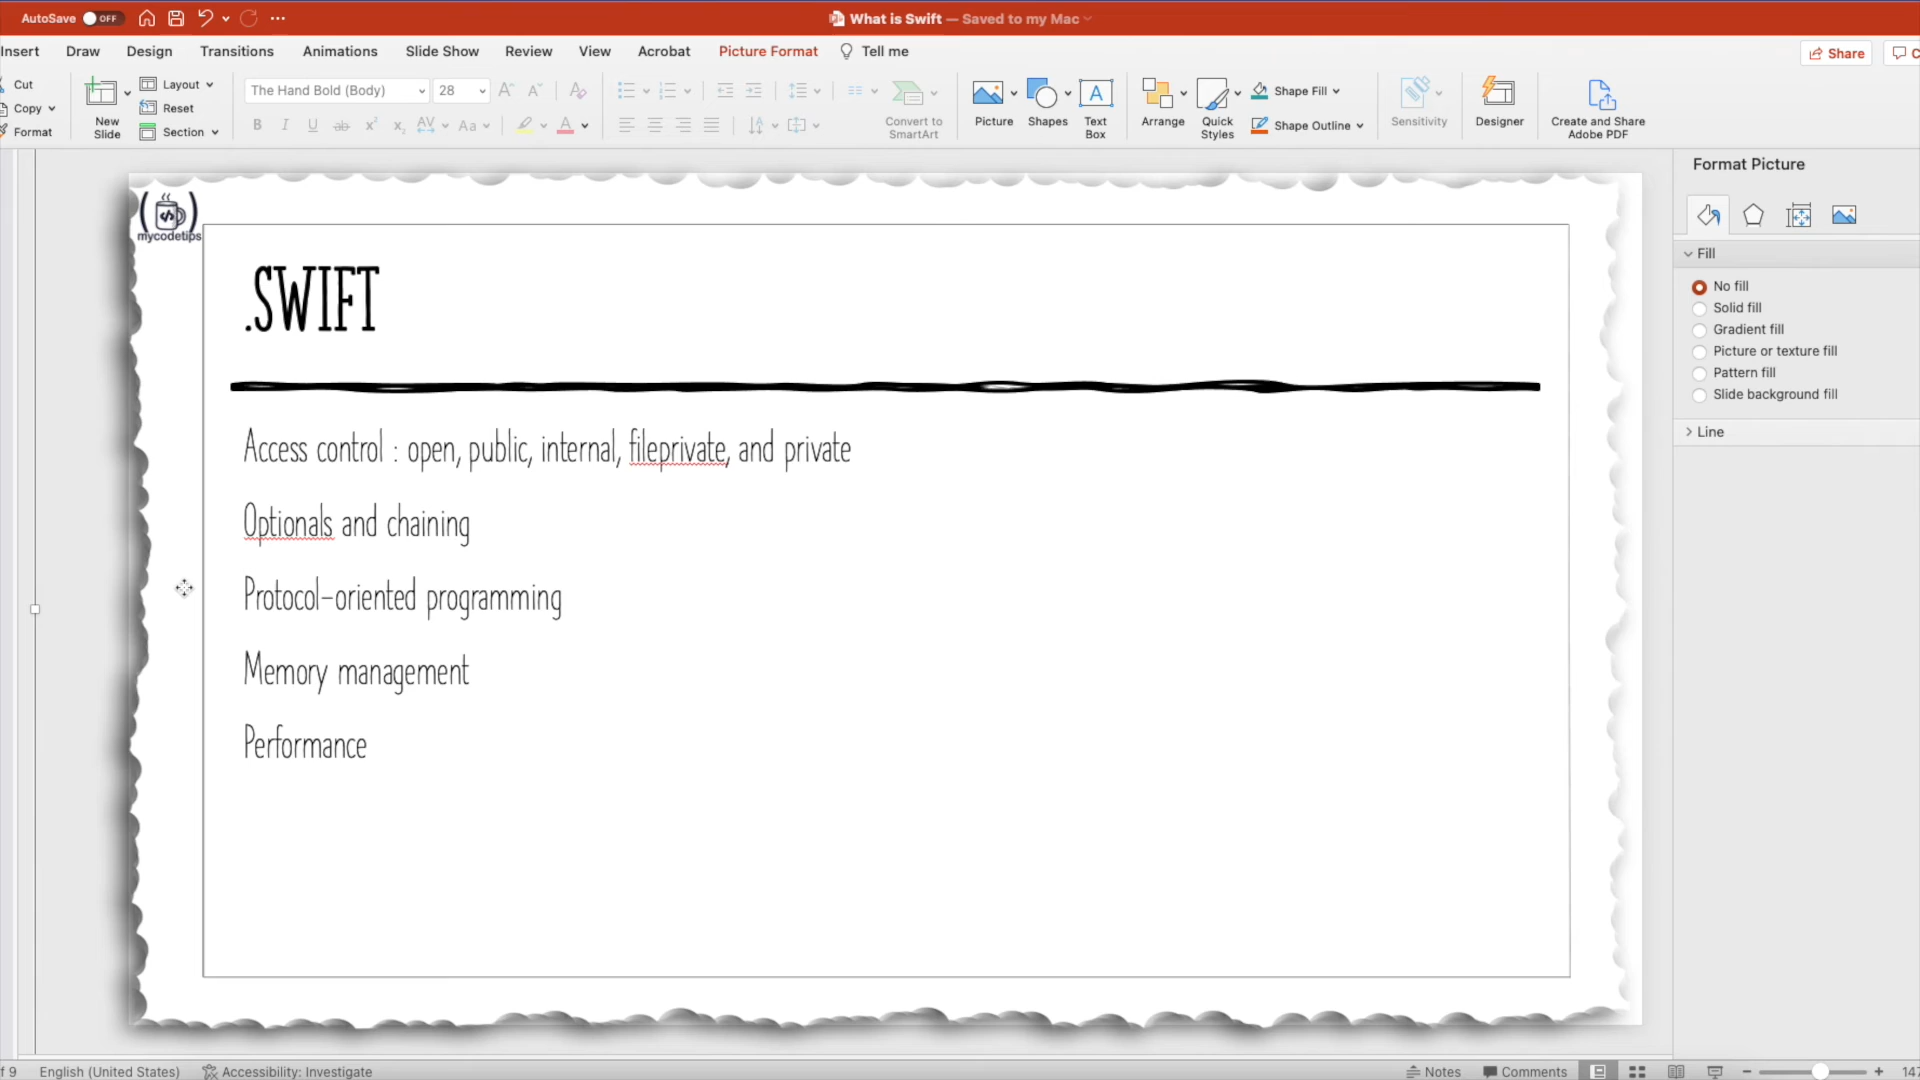 AutoSave OFF
What is Swift — Saved to my Mac
Insert Draw Design Transitions Animations Slide Show Review View Acrobat Picture Format Tell me
Share
Cut
Copy
Format
New Slide
Layout
Reset
Section
The Hand Bold (Body) 28
Convert to SmartArt
Picture
Shapes
Text Box
Arrange
Quick Styles
Shape Fill
Shape Outline
Sensitivity
Designer
Create and Share Adobe PDF
mycodetips
.SWIFT
Access control : open, public, internal, fileprivate, and private
Optionals and chaining
Protocol-oriented programming
Memory management
Performance
Format Picture
Fill
No fill
Solid fill
Gradient fill
Picture or texture fill
Pattern fill
Slide background fill
Line
f 9 English (United States) Accessibility: Investigate Notes Comments 147